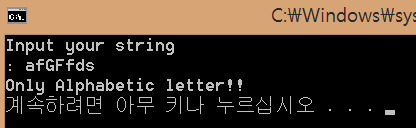 C:₩Windows₩sys
Input your string
: afGFfds
Only Alphabetic letter!!
계속하려면 아무 키나 누르십시오 . . .